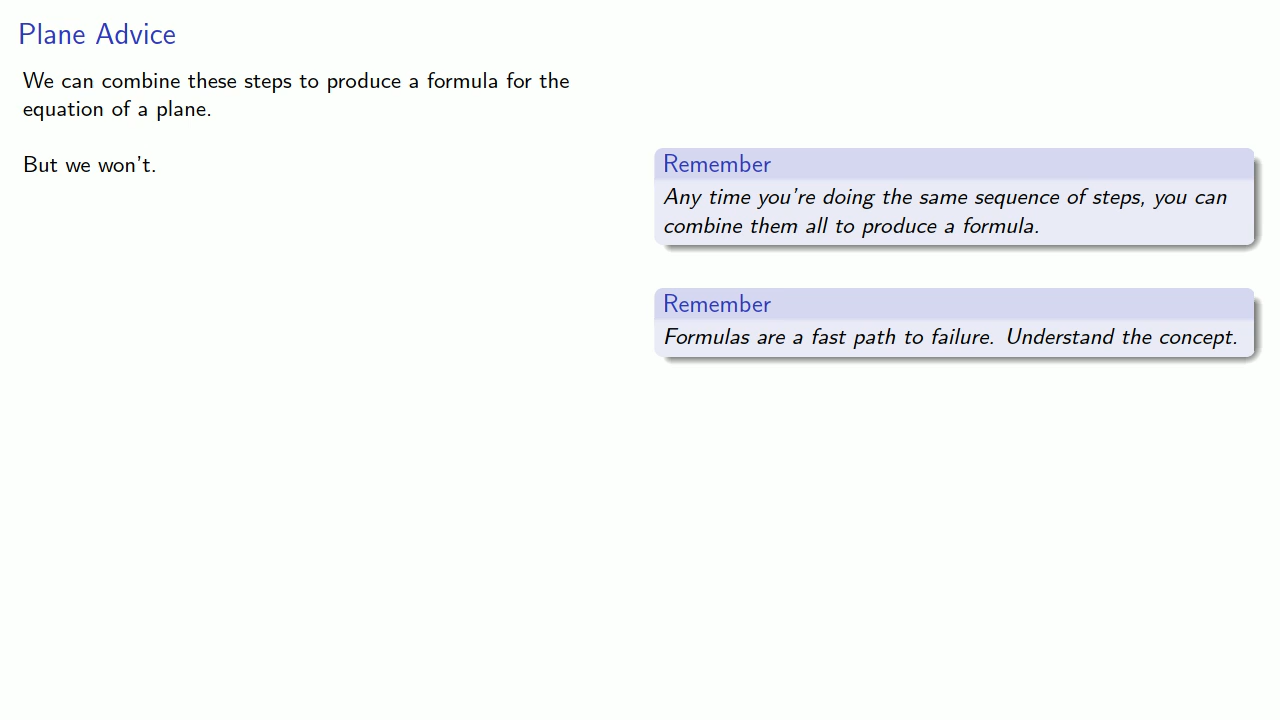 Plane Advice
We can combine these steps to produce a formula for the
equation of a plane.
But we won't.
Remember
Any time you're doing the same sequence of steps, you can
combine them all to produce a formula.
Remember
Formulas are a fast path to failure. Understand the concept.